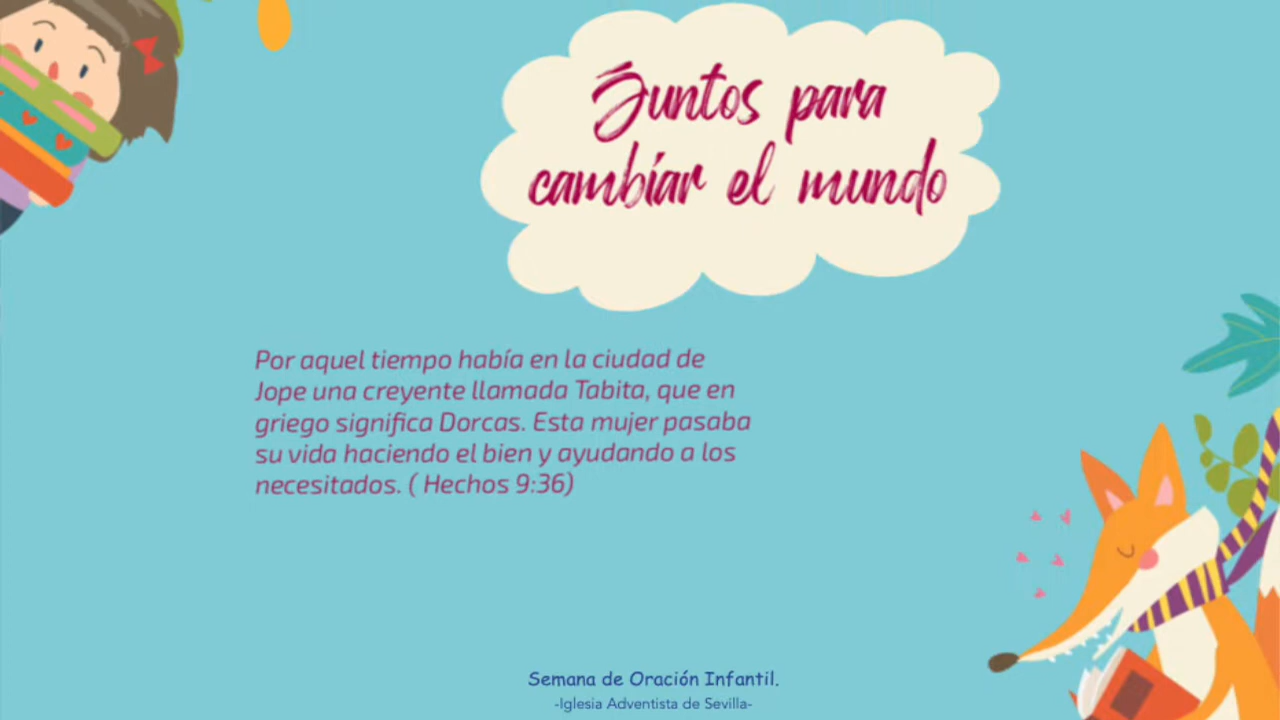 Juntos para
cambiar el mundo
Por aquel tiempo había en la ciudad de
Jope una creyente llamada Tabita, que en
griego significa Dorcas. Esta mujer pasaba
su vida haciendo el bien y ayudando a los
necesitados. ( Hechos 9:36)
Semana de Oración Infantil.
-Iglesia Adventista de Sevilla-